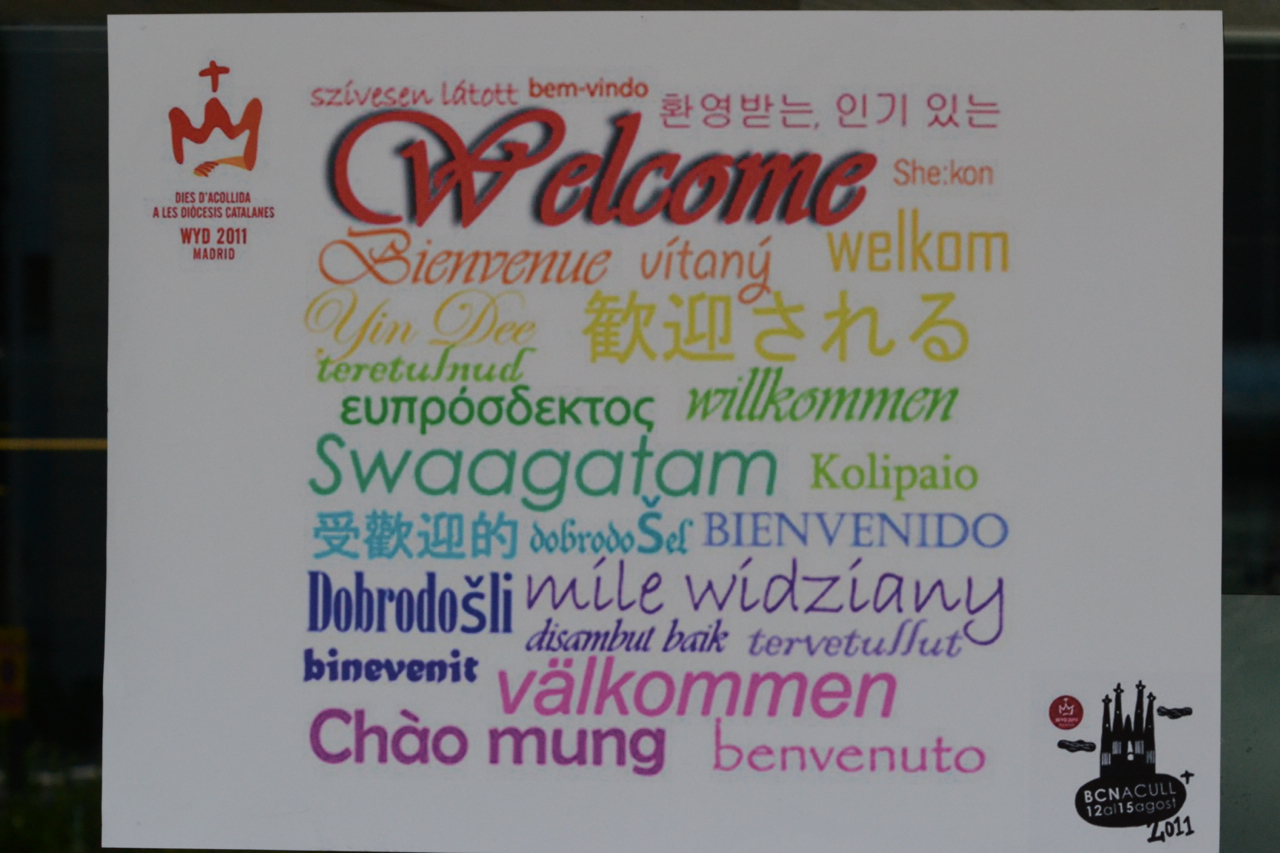 DIES D'ACOLLIDA
A LES DIÒCESIS CATALANES
WYD 2011
MADRID
szívesen látott bem-vindo 환영받는, 인기 있는
Welcome She:kon
Bienvenue vítaný welkom
Yin Dee 歓迎される
teretulnud
ευπρόσδεκτος willkommen
Swaagatam Kolipaio
受歡迎的 dobrodoŠel BIENVENIDO
Dobrodošli mile widziany
disambut baik tervetullut
binevenit välkommen
Chào mung benvenuto
BCNACULL
12al15agost
2011